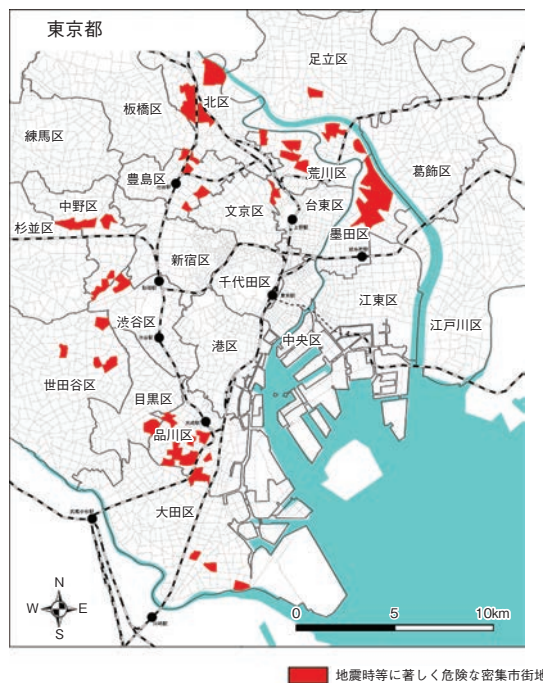 東京都
足立区
板橋区
北区
練馬区
葛飾区
荒川区
豊島区
中野区
文京区
台東区
杉並区
墨田区
新宿区
千代田区
江東区
渋谷区
中央区
江戸川区
港区
世田谷区
目黒区
品川区
大田区
N
W E
S
0 5 10km
地震時等に著しく危険な密集市街地